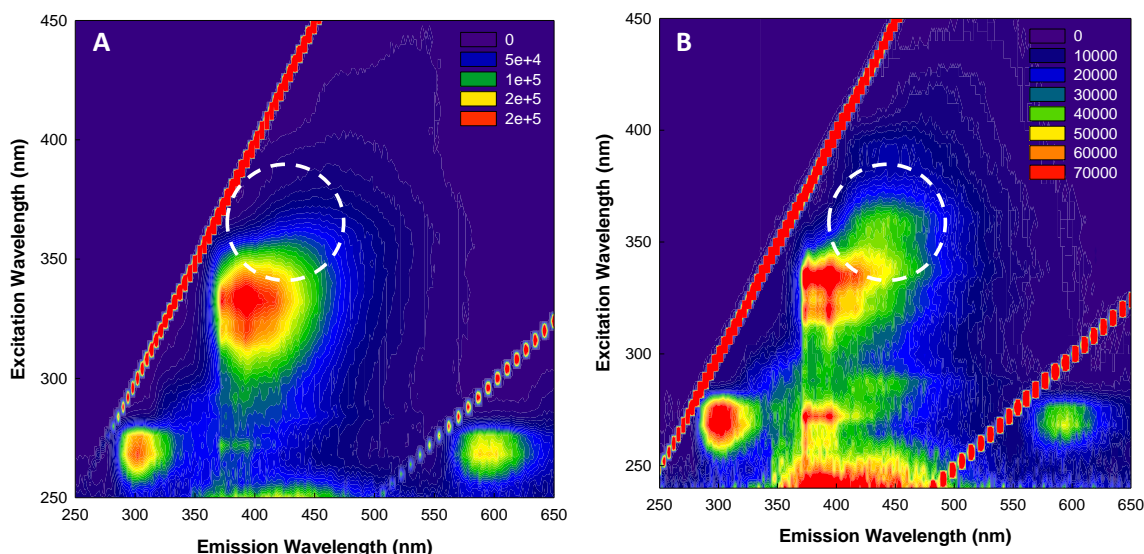 A
0
5e+4
1e+5
2e+5
2e+5
450
400
350
300
250
Excitation Wavelength (nm)
250 300 350 400 450 500 550 600 650
Emission Wavelength (nm)
B
0
10000
20000
30000
40000
50000
60000
70000
450
400
350
300
250
Excitation Wavelength (nm)
250 300 350 400 450 500 550 600 650
Emission Wavelength (nm)